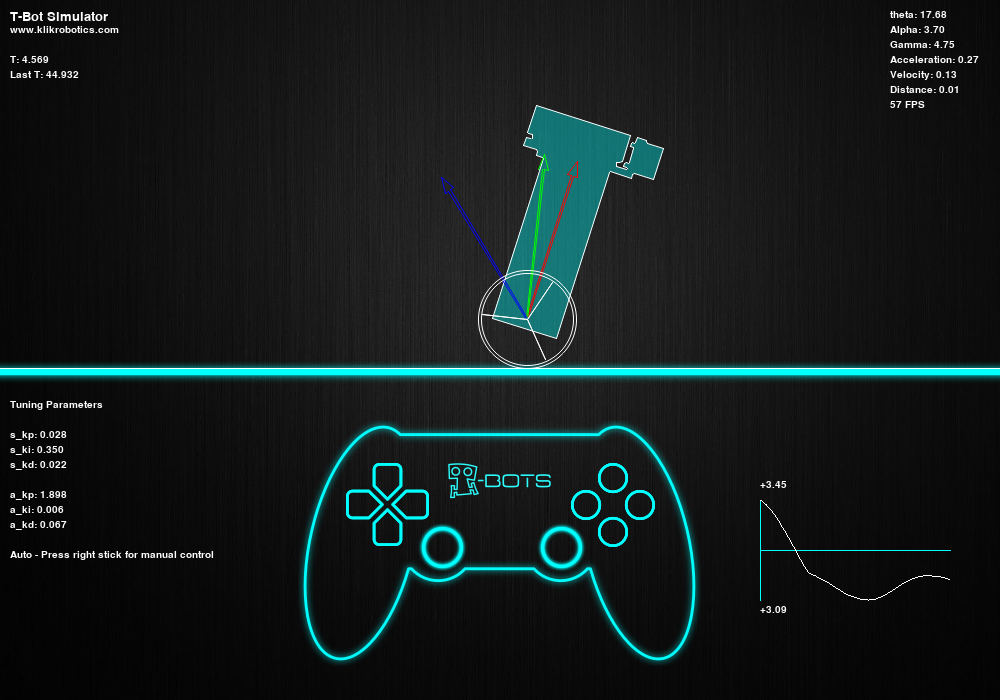 T-Bot Simulator
www.klikrobotics.com
T: 4.569
Last T: 44.932
theta: 17.68
Alpha: 3.70
Gamma: 4.75
Acceleration: 0.27
Velocity: 0.13
Distance: 0.01
57 FPS
Tuning Parameters
s_kp: 0.028
s_ki: 0.350
s_kd: 0.022
a_kp: 1.898
a_ki: 0.006
a_kd: 0.067
Auto - Press right stick for manual control
-BOTS
+3.45
+3.09